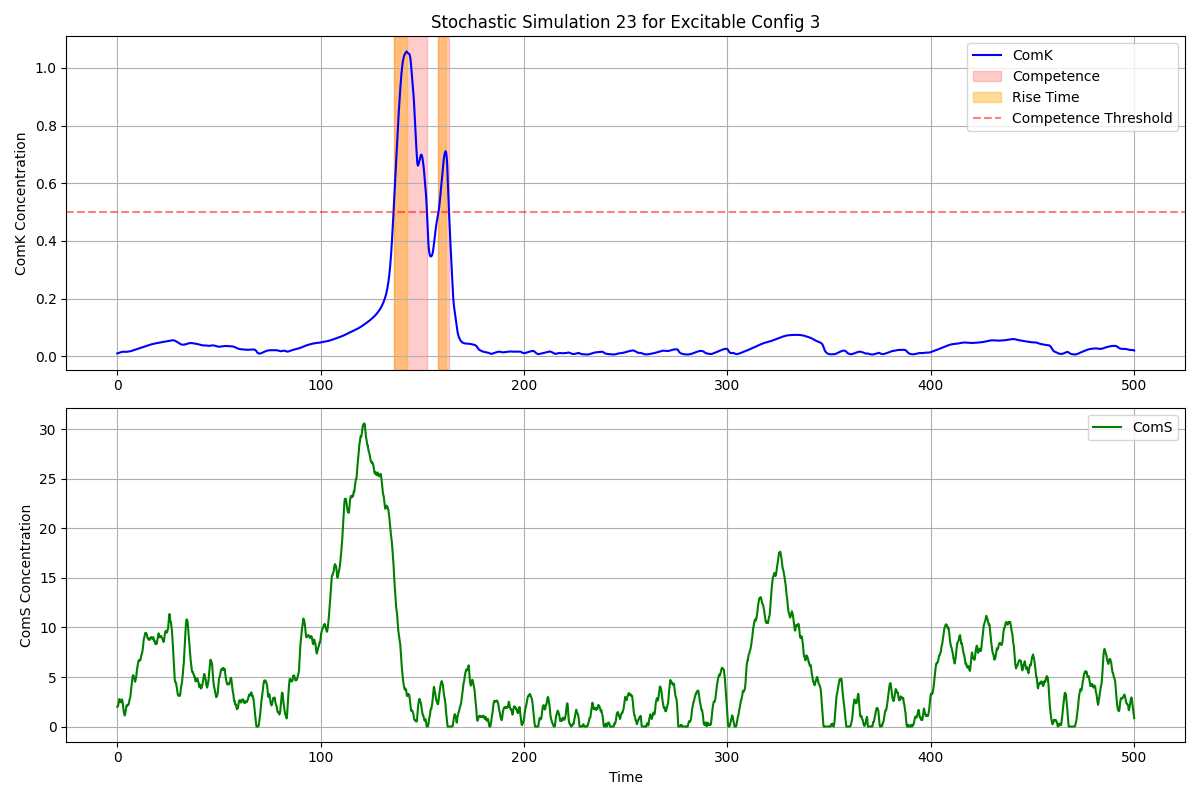 Stochastic Simulation 23 for Excitable Config 3
ComK Concentration
1.0
0.8
0.6
0.4
0.2
0.0
ComK
Competence
Rise Time
Competence Threshold
0 100 200 300 400 500
ComS Concentration
30
25
20
15
10
5
0
ComS
0 100 200 300 400 500
Time